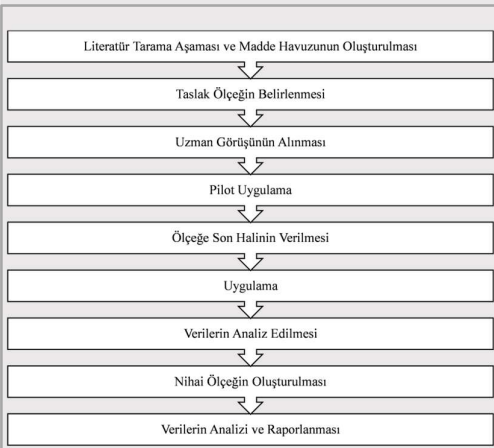 Literatür Tarama Aşaması ve Madde Havuzunun Oluşturulması
Taslak Ölçeğin Belirlenmesi
Uzman Görüşünün Alınması
Pilot Uygulama
Ölçeğe Son Halinin Verilmesi
Uygulama
Verilerin Analiz Edilmesi
Nihai Ölçeğin Oluşturulması
Verilerin Analizi ve Raporlanması